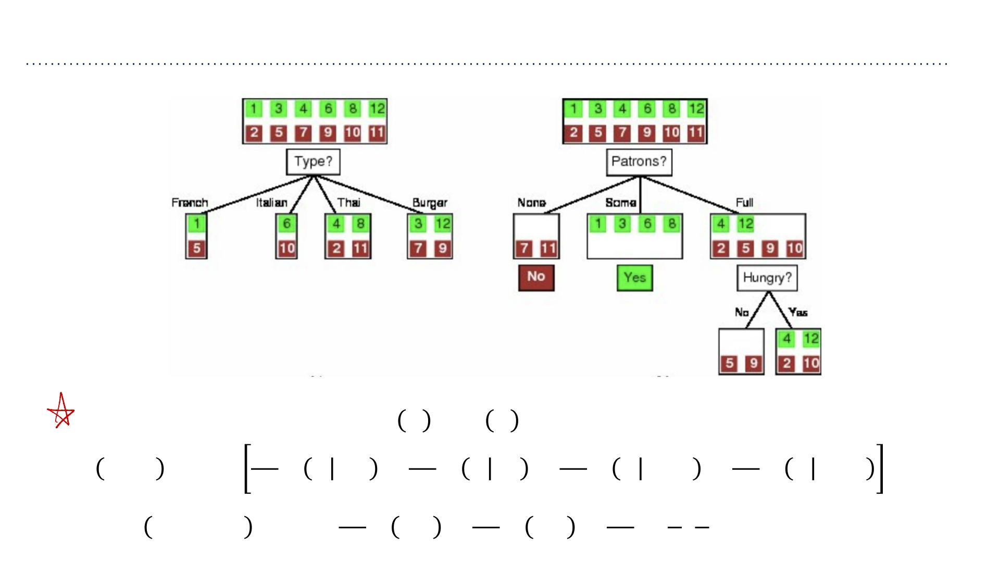 1 3 4 6 8 12 1 3 4 6 8 12
2 5 7 9 10 11 2 5 7 9 10 11
Type? Patrons?
French Italian Thai Burger None Some Full
1 6 4 8 3 12 1 3 6 8 4 12
5 10 2 11 7 9 7 11 2 5 9 10
No Yes Hungry?
No Yes
4 12
5 9 2 10
( ) ( )
( ) [— ( | ) — ( | ) — ( | ) — ( | )]
( ) — ( ) — ( ) — – –